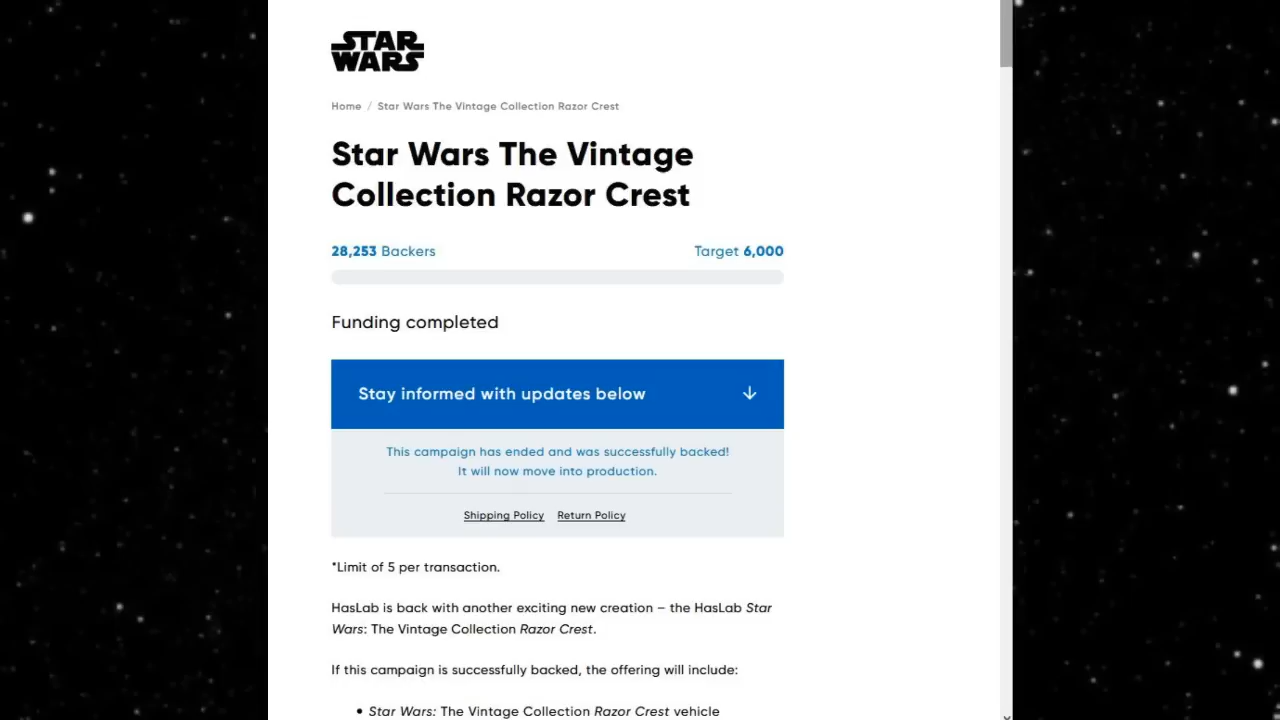 STAR
WARS
Home / Star Wars The Vintage Collection Razor Crest
Star Wars The Vintage
Collection Razor Crest
28,253 Backers Target 6,000
Funding completed
Stay informed with updates below
This campaign has ended and was successfully backed!
It will now move into production.
Shipping Policy Return Policy
*Limit of 5 per transaction.
HasLab is back with another exciting new creation – the HasLab Star
Wars: The Vintage Collection Razor Crest.
If this campaign is successfully backed, the offering will include:
• Star Wars: The Vintage Collection Razor Crest vehicle